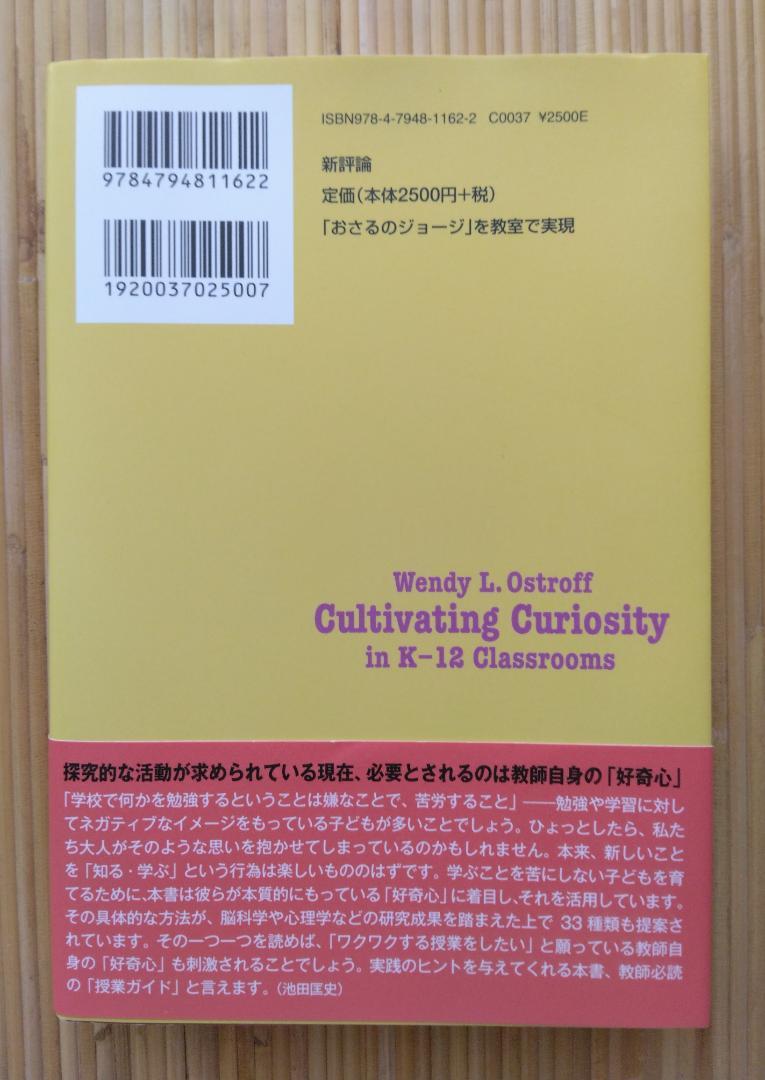 9784794811622
1920037025007
ISBN978-4-7948-1162-2 C0037 ¥2500E
新評論
定価(本体2500円+税)
「おさるのジョージ」を教室で実現
Wendy L. Ostroff
Cultivating Curiosity
in K–12 Classrooms
探究的な活動が求められている現在、必要とされるのは教師自身の「好奇心」
「学校で何かを勉強するということは嫌なことで、苦労すること」――勉強や学習に対し
てネガティブなイメージをもっている子どもが多いことでしょう。ひょっとしたら、私た
ち大人がそのような思いを抱かせてしまっているのかもしれません。本来、新しいこと
を「知る・学ぶ」という行為は楽しいもののはずです。学ぶことを苦にしない子どもを育
てるために、本書は彼らが本質的にもっている「好奇心」に着目し、それを活用しています。
その具体的な方法が、脳科学や心理学などの研究成果を踏まえた上で 33 種類も提案さ
れています。その一つ一つを読めば、「ワクワクする授業をしたい」と願っている教師自
身の「好奇心」も刺激されることでしょう。実践のヒントを与えてくれる本書、教師必読
の「授業ガイド」と言えます。(池田匡史)